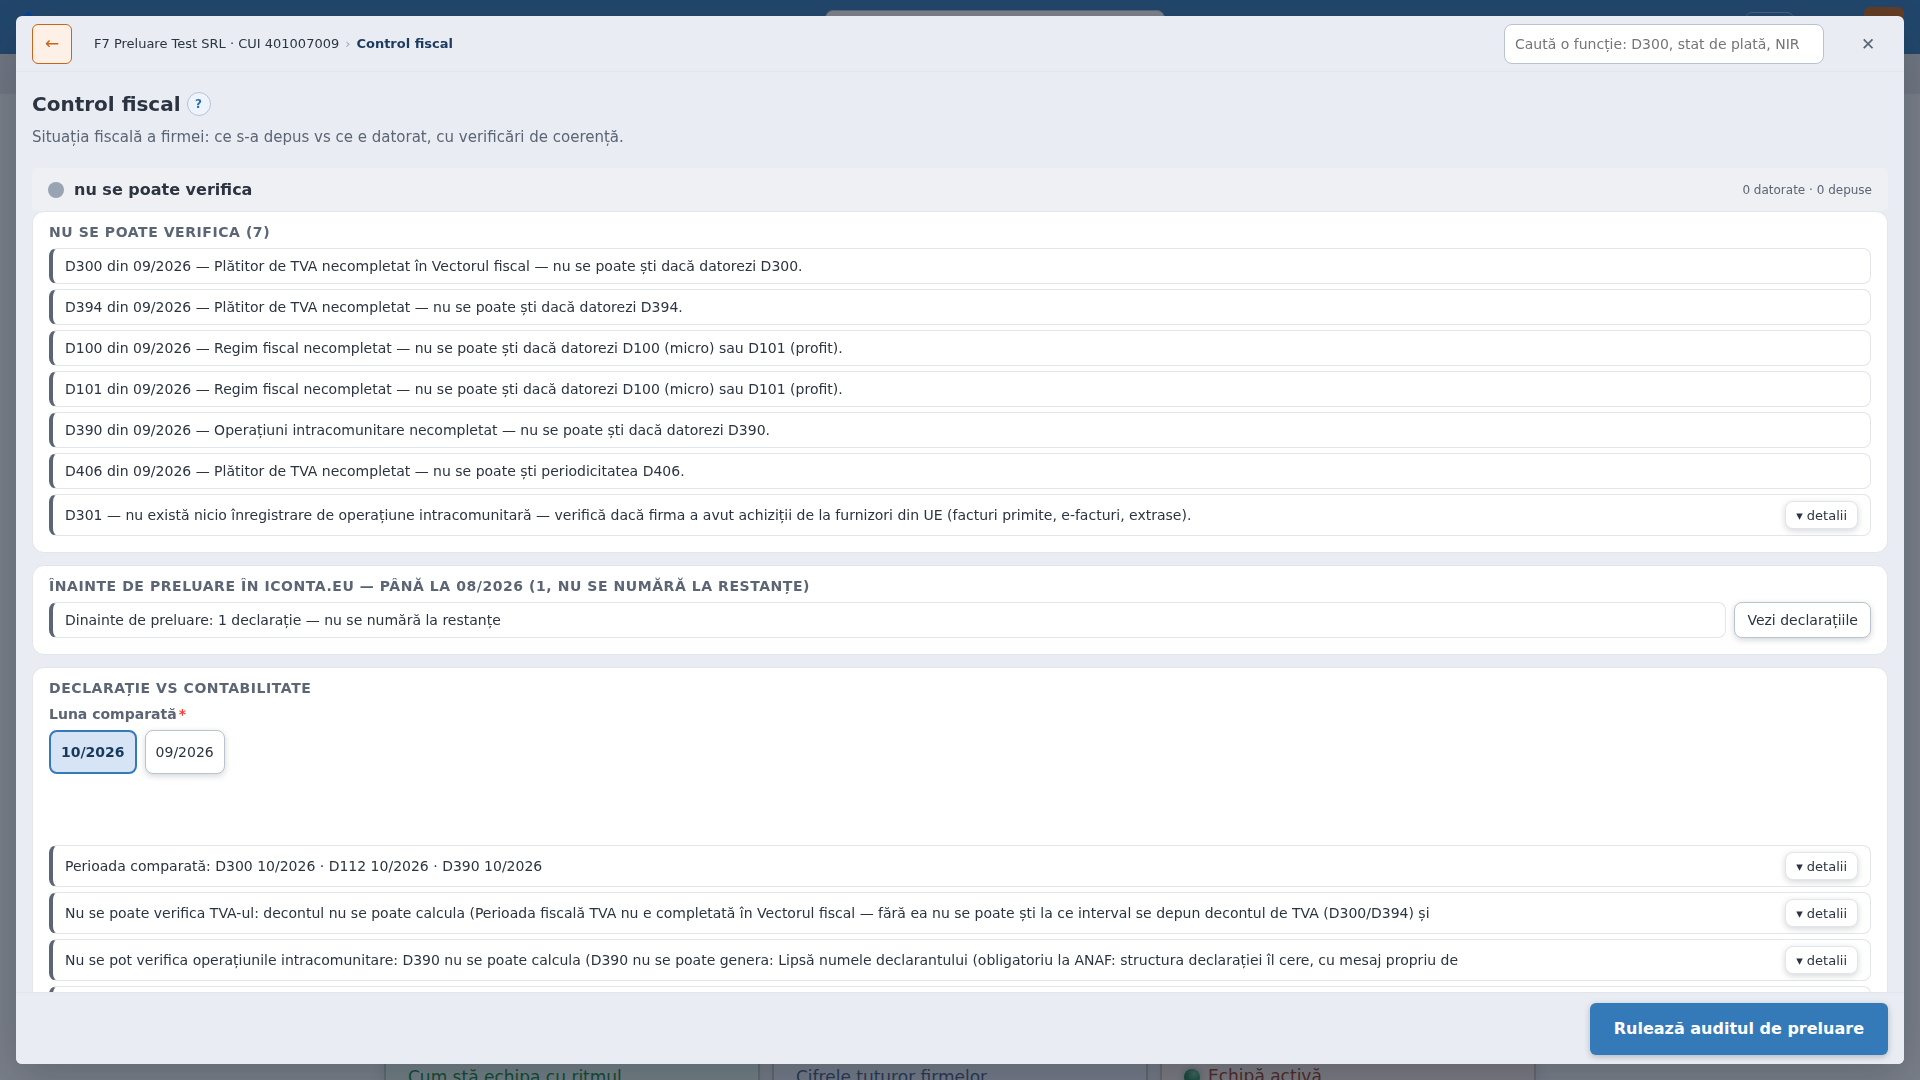 ←
F7 Preluare Test SRL · CUI 401007009 › Control fiscal
Caută o funcție: D300, stat de plată, NIR
✕
Control fiscal ?
Situația fiscală a firmei: ce s-a depus vs ce e datorat, cu verificări de coerență.
nu se poate verifica
0 datorate · 0 depuse
NU SE POATE VERIFICA (7)
D300 din 09/2026 — Plătitor de TVA necompletat în Vectorul fiscal — nu se poate ști dacă datorezi D300.
D394 din 09/2026 — Plătitor de TVA necompletat — nu se poate ști dacă datorezi D394.
D100 din 09/2026 — Regim fiscal necompletat — nu se poate ști dacă datorezi D100 (micro) sau D101 (profit).
D101 din 09/2026 — Regim fiscal necompletat — nu se poate ști dacă datorezi D100 (micro) sau D101 (profit).
D390 din 09/2026 — Operațiuni intracomunitare necompletat — nu se poate ști dacă datorezi D390.
D406 din 09/2026 — Plătitor de TVA necompletat — nu se poate ști periodicitatea D406.
D301 — nu există nicio înregistrare de operațiune intracomunitară — verifică dacă firma a avut achiziții de la furnizori din UE (facturi primite, e-facturi, extrase).
▾ detalii
ÎNAINTE DE PRELUARE ÎN ICONTA.EU — PÂNĂ LA 08/2026 (1, NU SE NUMĂRĂ LA RESTANȚE)
Dinainte de preluare: 1 declarație — nu se numără la restanțe
Vezi declarațiile
DECLARAȚIE VS CONTABILITATE
Luna comparată *
10/2026
09/2026
Perioada comparată: D300 10/2026 · D112 10/2026 · D390 10/2026
▾ detalii
Nu se poate verifica TVA-ul: decontul nu se poate calcula (Perioada fiscală TVA nu e completată în Vectorul fiscal — fără ea nu se poate ști la ce interval se depun decontul de TVA (D300/D394) și
▾ detalii
Nu se pot verifica operațiunile intracomunitare: D390 nu se poate calcula (D390 nu se poate genera: Lipsă numele declarantului (obligatoriu la ANAF: structura declarației îl cere, cu mesaj propriu de
▾ detalii
Rulează auditul de preluare
Cum stă echipa cu ritmul
Cifrele tuturor firmelor
Echipă activă